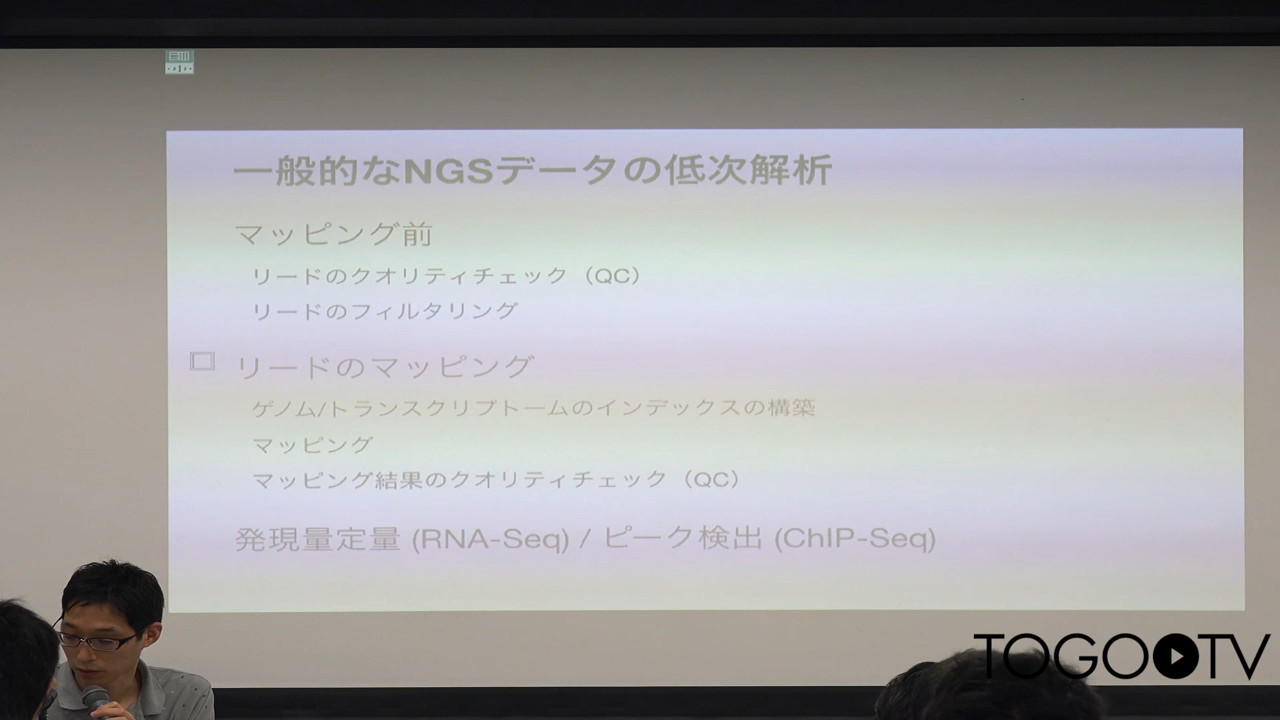 一般的なNGSデータの低次解析
マッピング前
リードのクオリティチェック（QC）
リードのフィルタリング
リードのマッピング
ゲノム/トランスクリプトームのインデックスの構築
マッピング
マッピング結果のクオリティチェック（QC）
発現量定量 (RNA-Seq) / ピーク検出 (ChIP-Seq)
TOGOTV